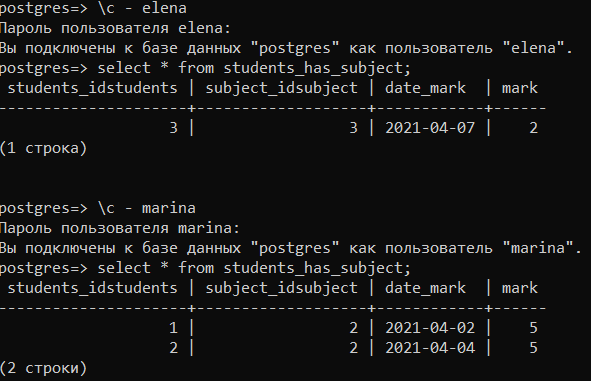 postgres=> \c - elena
Пароль пользователя elena:
Вы подключены к базе данных "postgres" как пользователь "elena".
postgres=> select * from students_has_subject;
 students_idstudents | subject_idsubject | date_mark  | mark
---------------------+-------------------+------------+------
                   3 |                 3 | 2021-04-07 |    2
(1 строка)

postgres=> \c - marina
Пароль пользователя marina:
Вы подключены к базе данных "postgres" как пользователь "marina".
postgres=> select * from students_has_subject;
 students_idstudents | subject_idsubject | date_mark  | mark
---------------------+-------------------+------------+------
                   1 |                 2 | 2021-04-02 |    5
                   2 |                 2 | 2021-04-04 |    5
(2 строки)